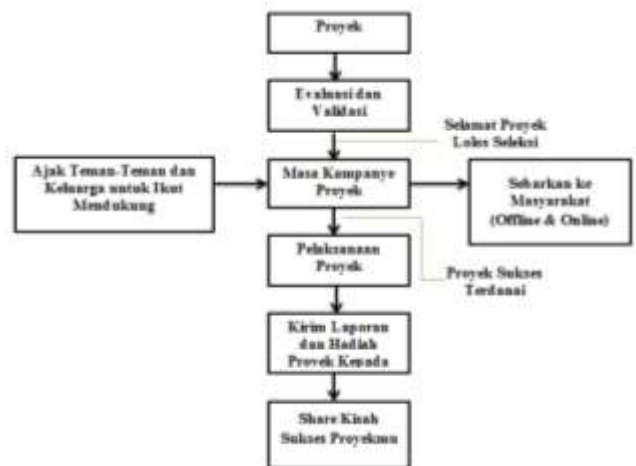 Proyek
Evaluasi dan
Validasi
Selamat Proyek
Lolos Seleksi
Ajak Teman-Teman dan
Keluarga untuk Ikut
Mendukung
Masa Kampanye
Proyek
Sebarkan ke
Masyarakat
(Offline & Online)
Pelaksanaan
Proyek
Proyek Sukses
Terdanai
Kirim Laporan
dan Hadiah
Proyek Kepada
Share Kisah
Sukses Proyekmu